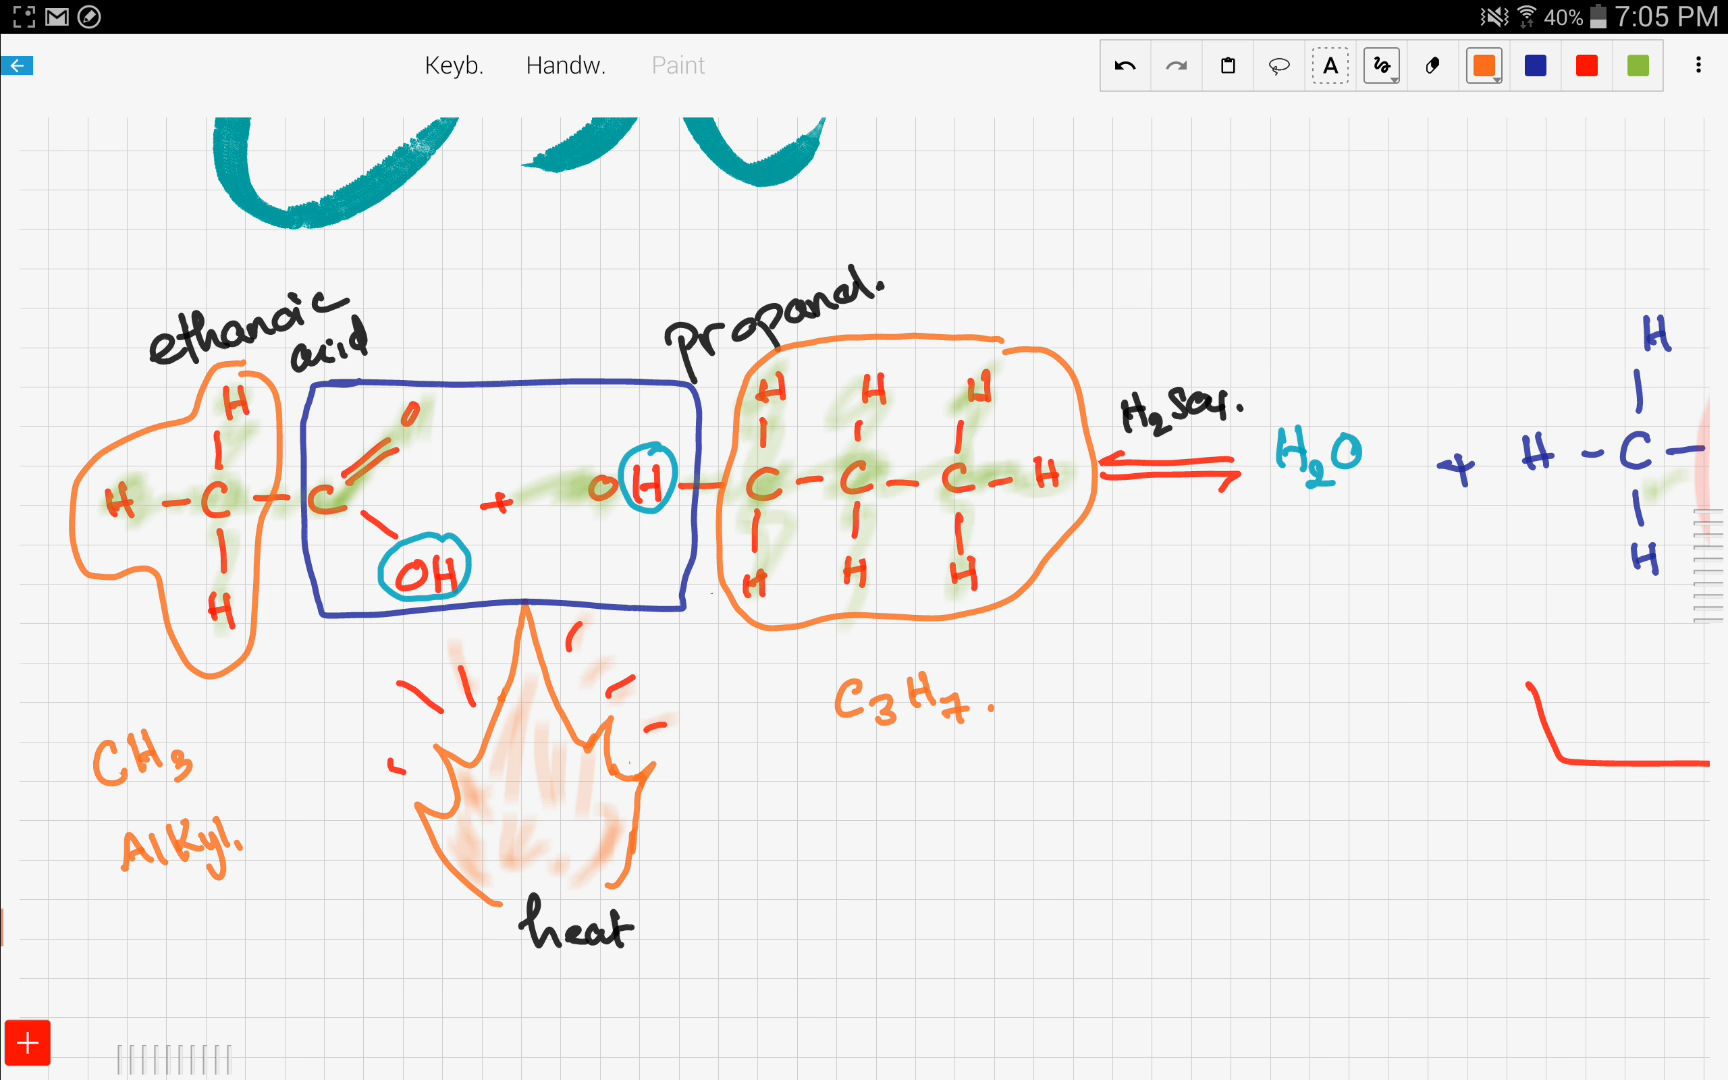 40% 7:05 PM
Keyb. Handw. Paint
A
ethanoic
acid
propanol.
H
H H H H
O
H2SO4.
H - C - C + OH - C - C - C - H H2O + H - C -
OH
H H H H H
C3H7.
CH3
Alkyl.
heat
+